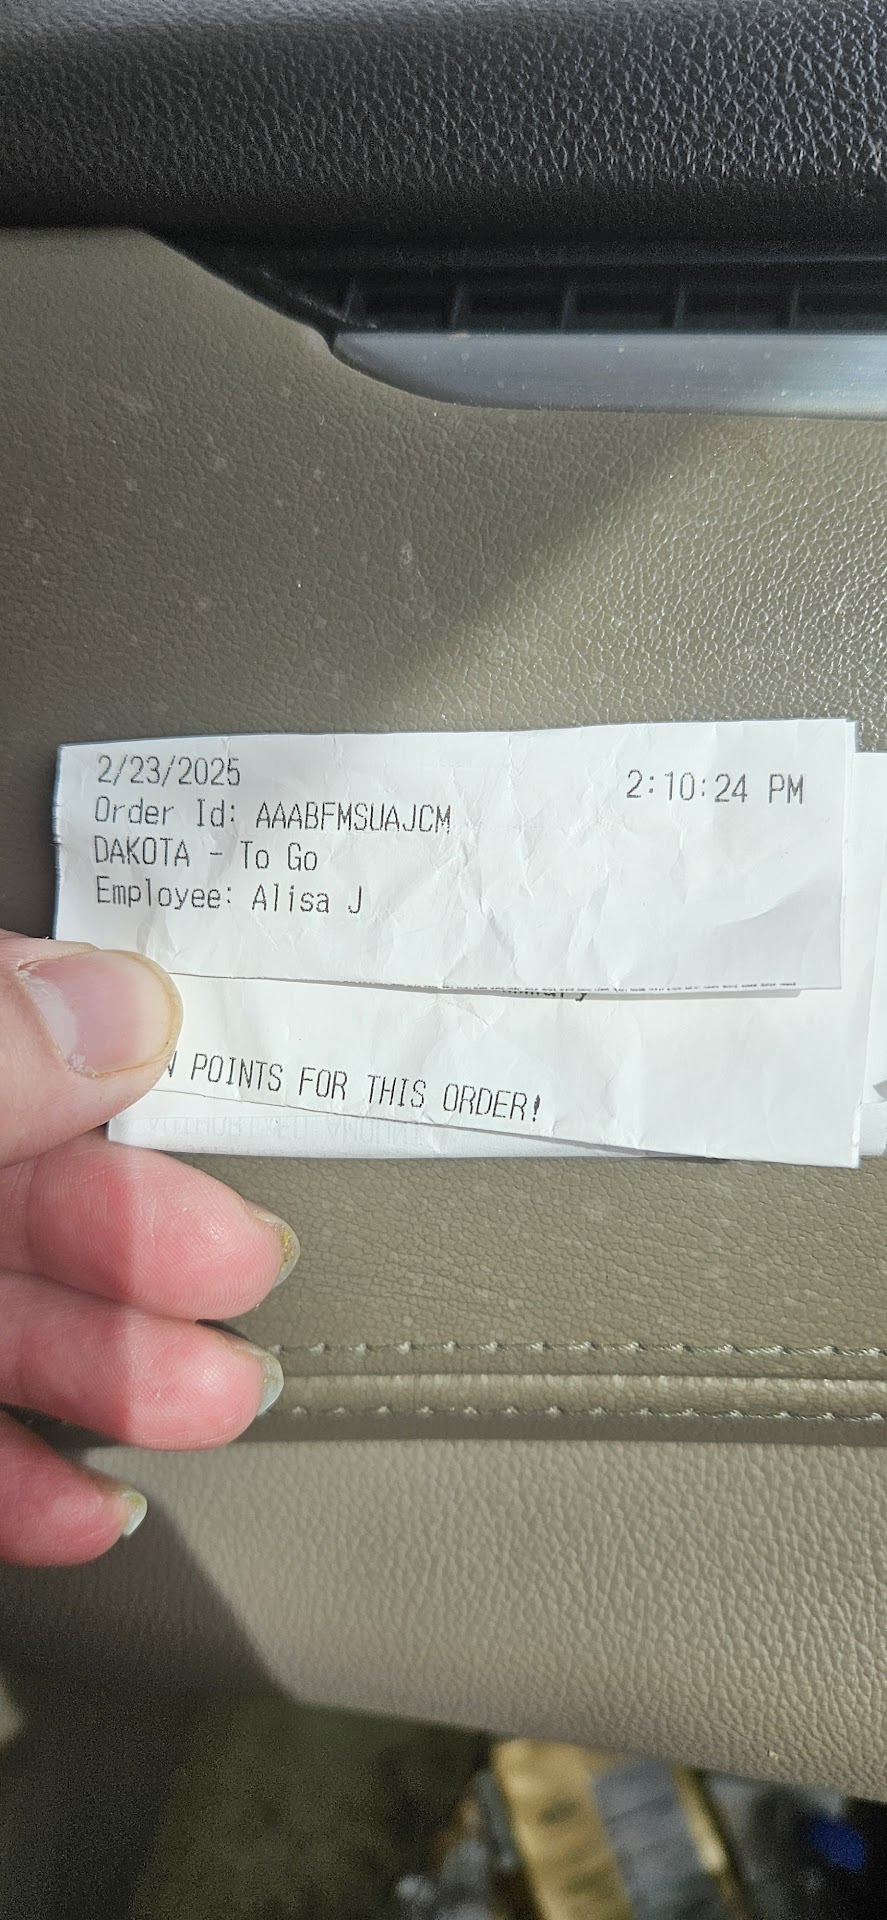 2/23/2025 2:10:24 PM
Order Id: AAABFMSUAJCM
DAKOTA - To Go
Employee: Alisa J
POINTS FOR THIS ORDER!